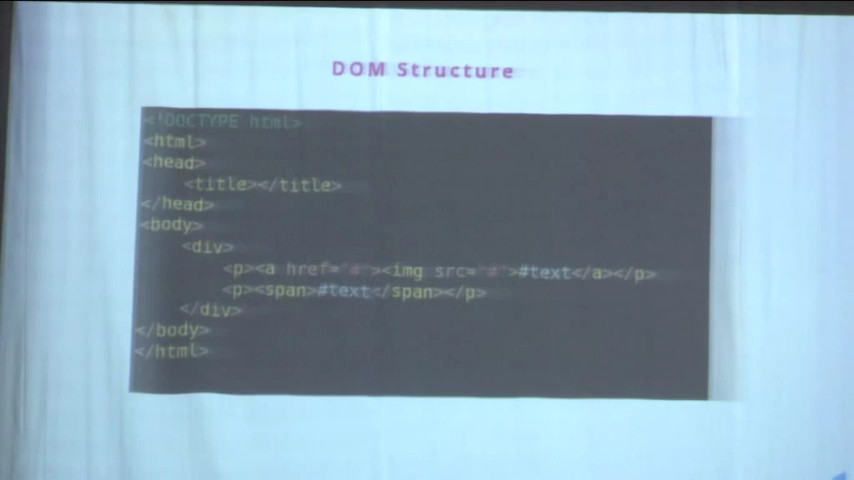 DOM Structure
<!DOCTYPE html>
<html>
<head>
<title></title>
</head>
<body>
<div>
<p><a href="#"><img src="#">#text</a></p>
<p><span>#text</span></p>
</div>
</body>
</html>